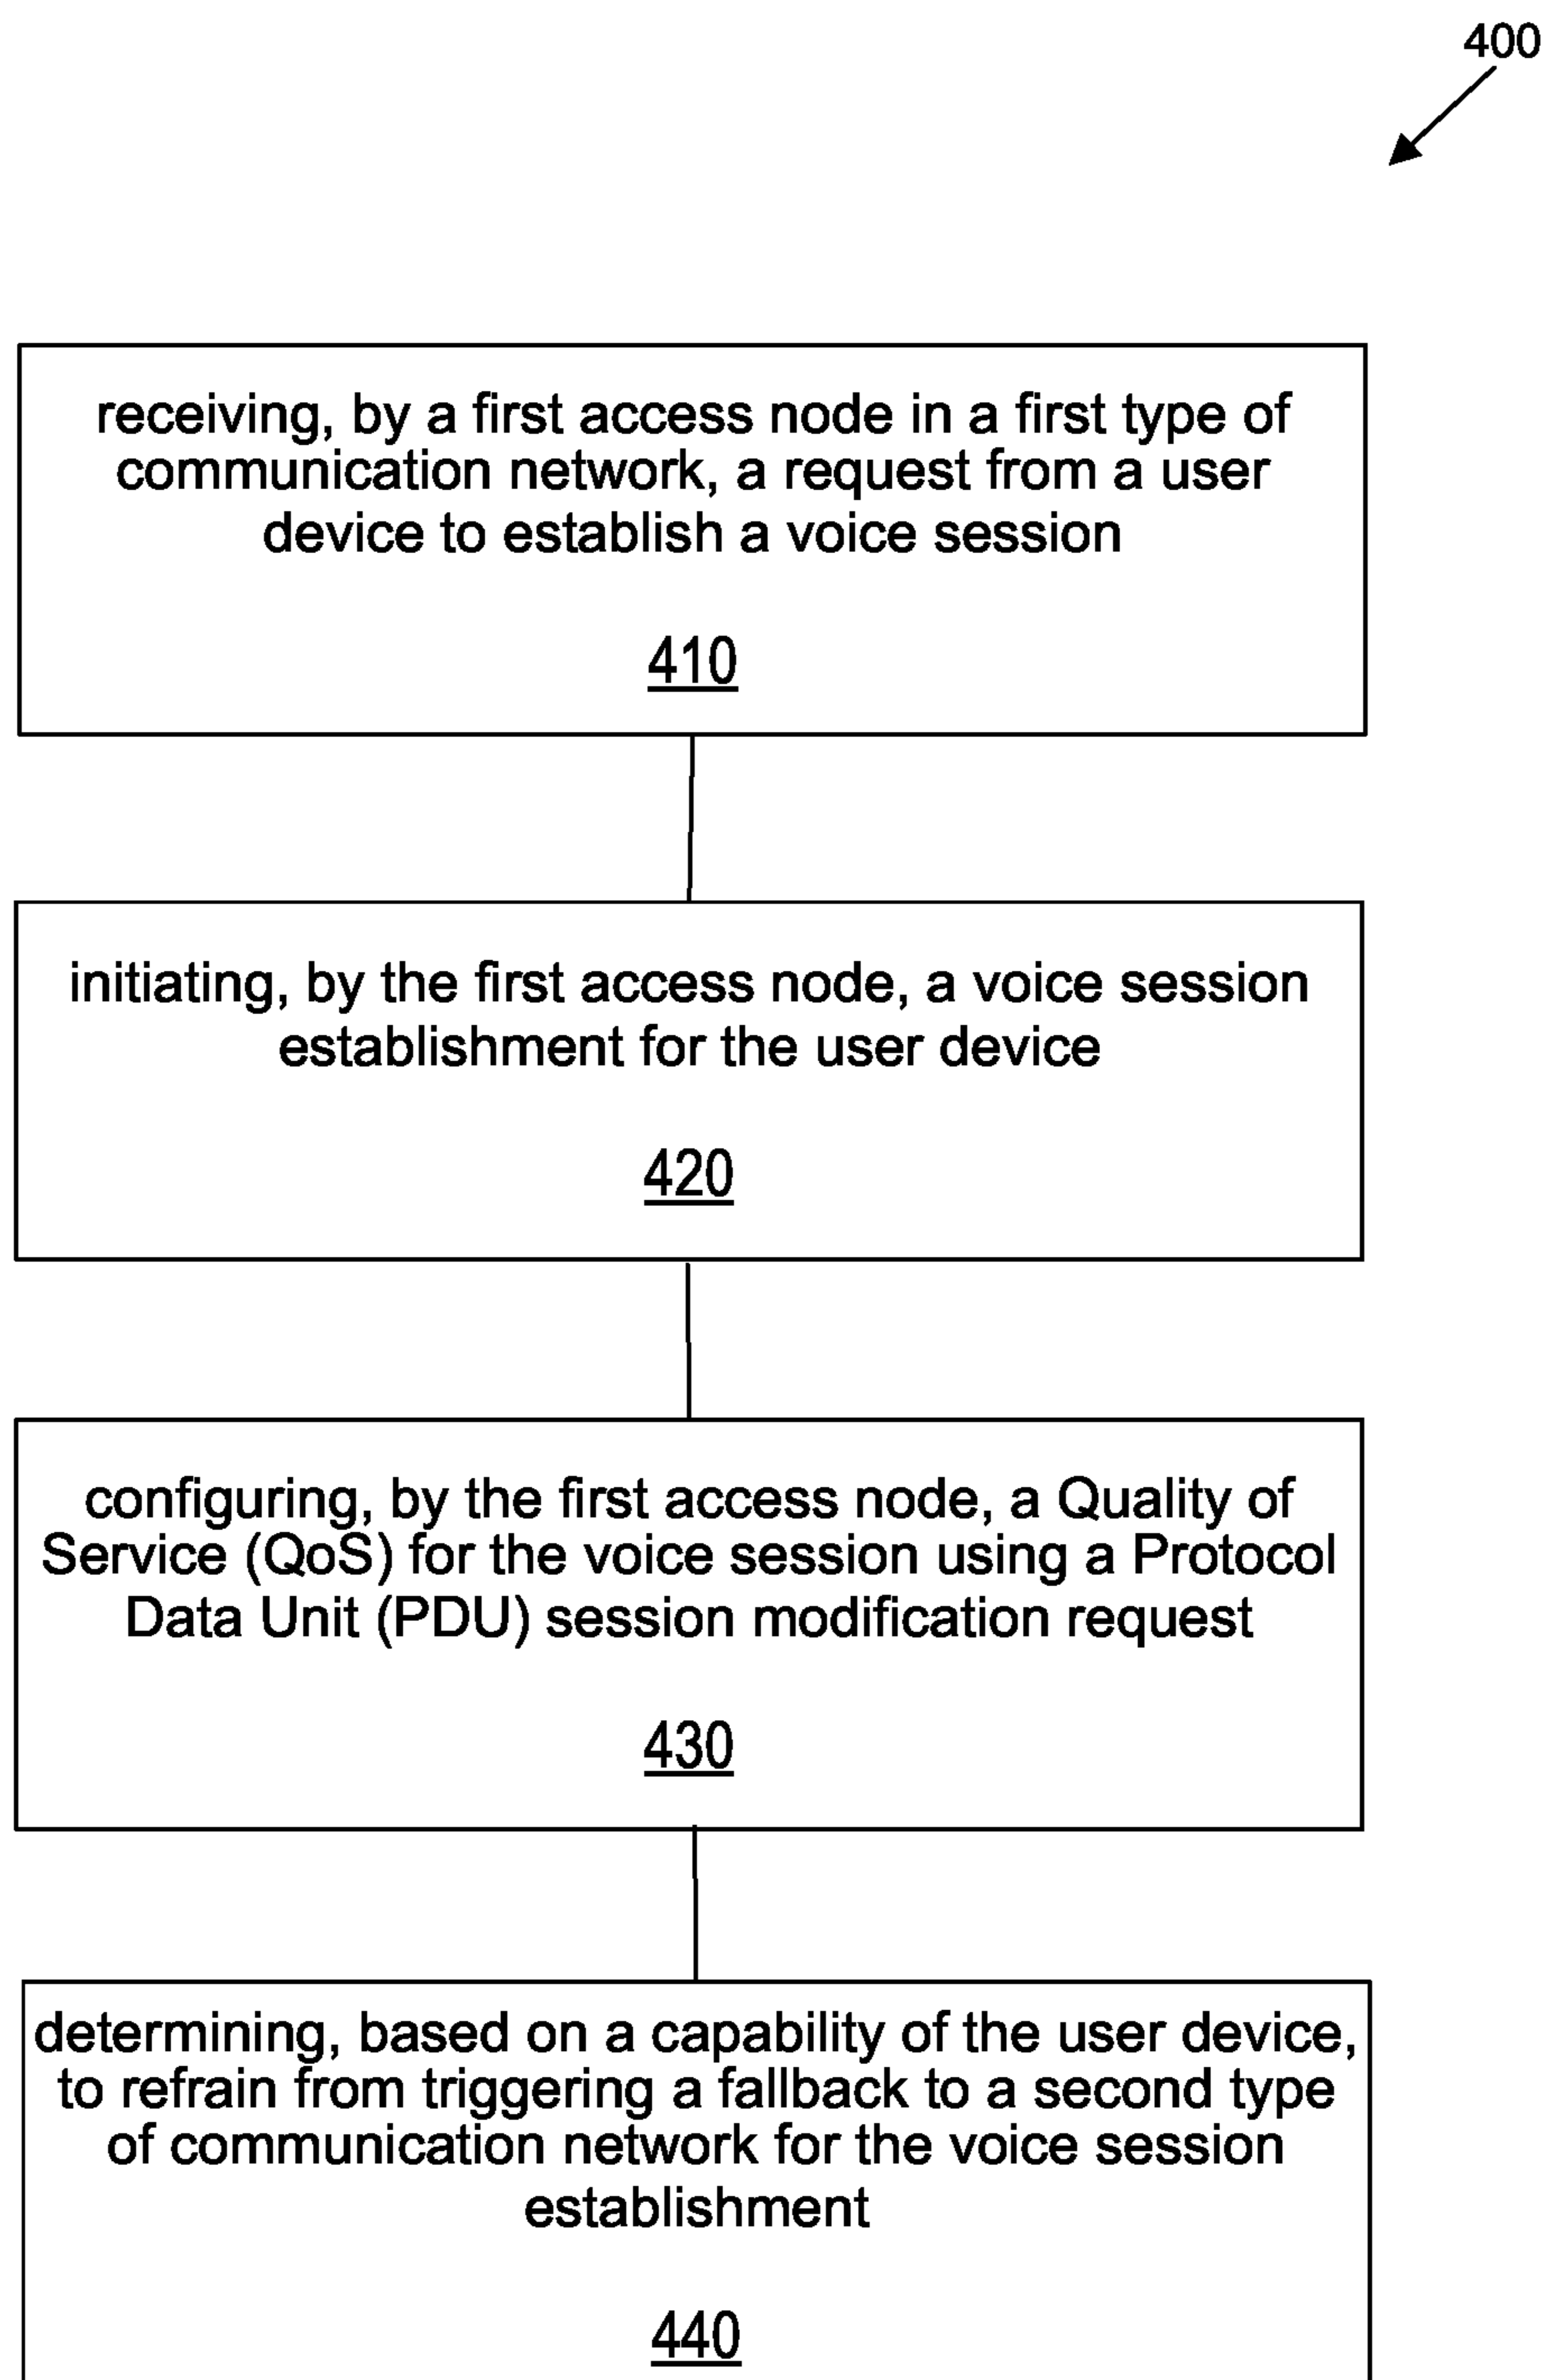 400
receiving, by a first access node in a first type of
communication network, a request from a user
device to establish a voice session
410
initiating, by the first access node, a voice session
establishment for the user device
420
configuring, by the first access node, a Quality of
Service (QoS) for the voice session using a Protocol
Data Unit (PDU) session modification request
430
determining, based on a capability of the user device,
to refrain from triggering a fallback to a second type
of communication network for the voice session
establishment
440